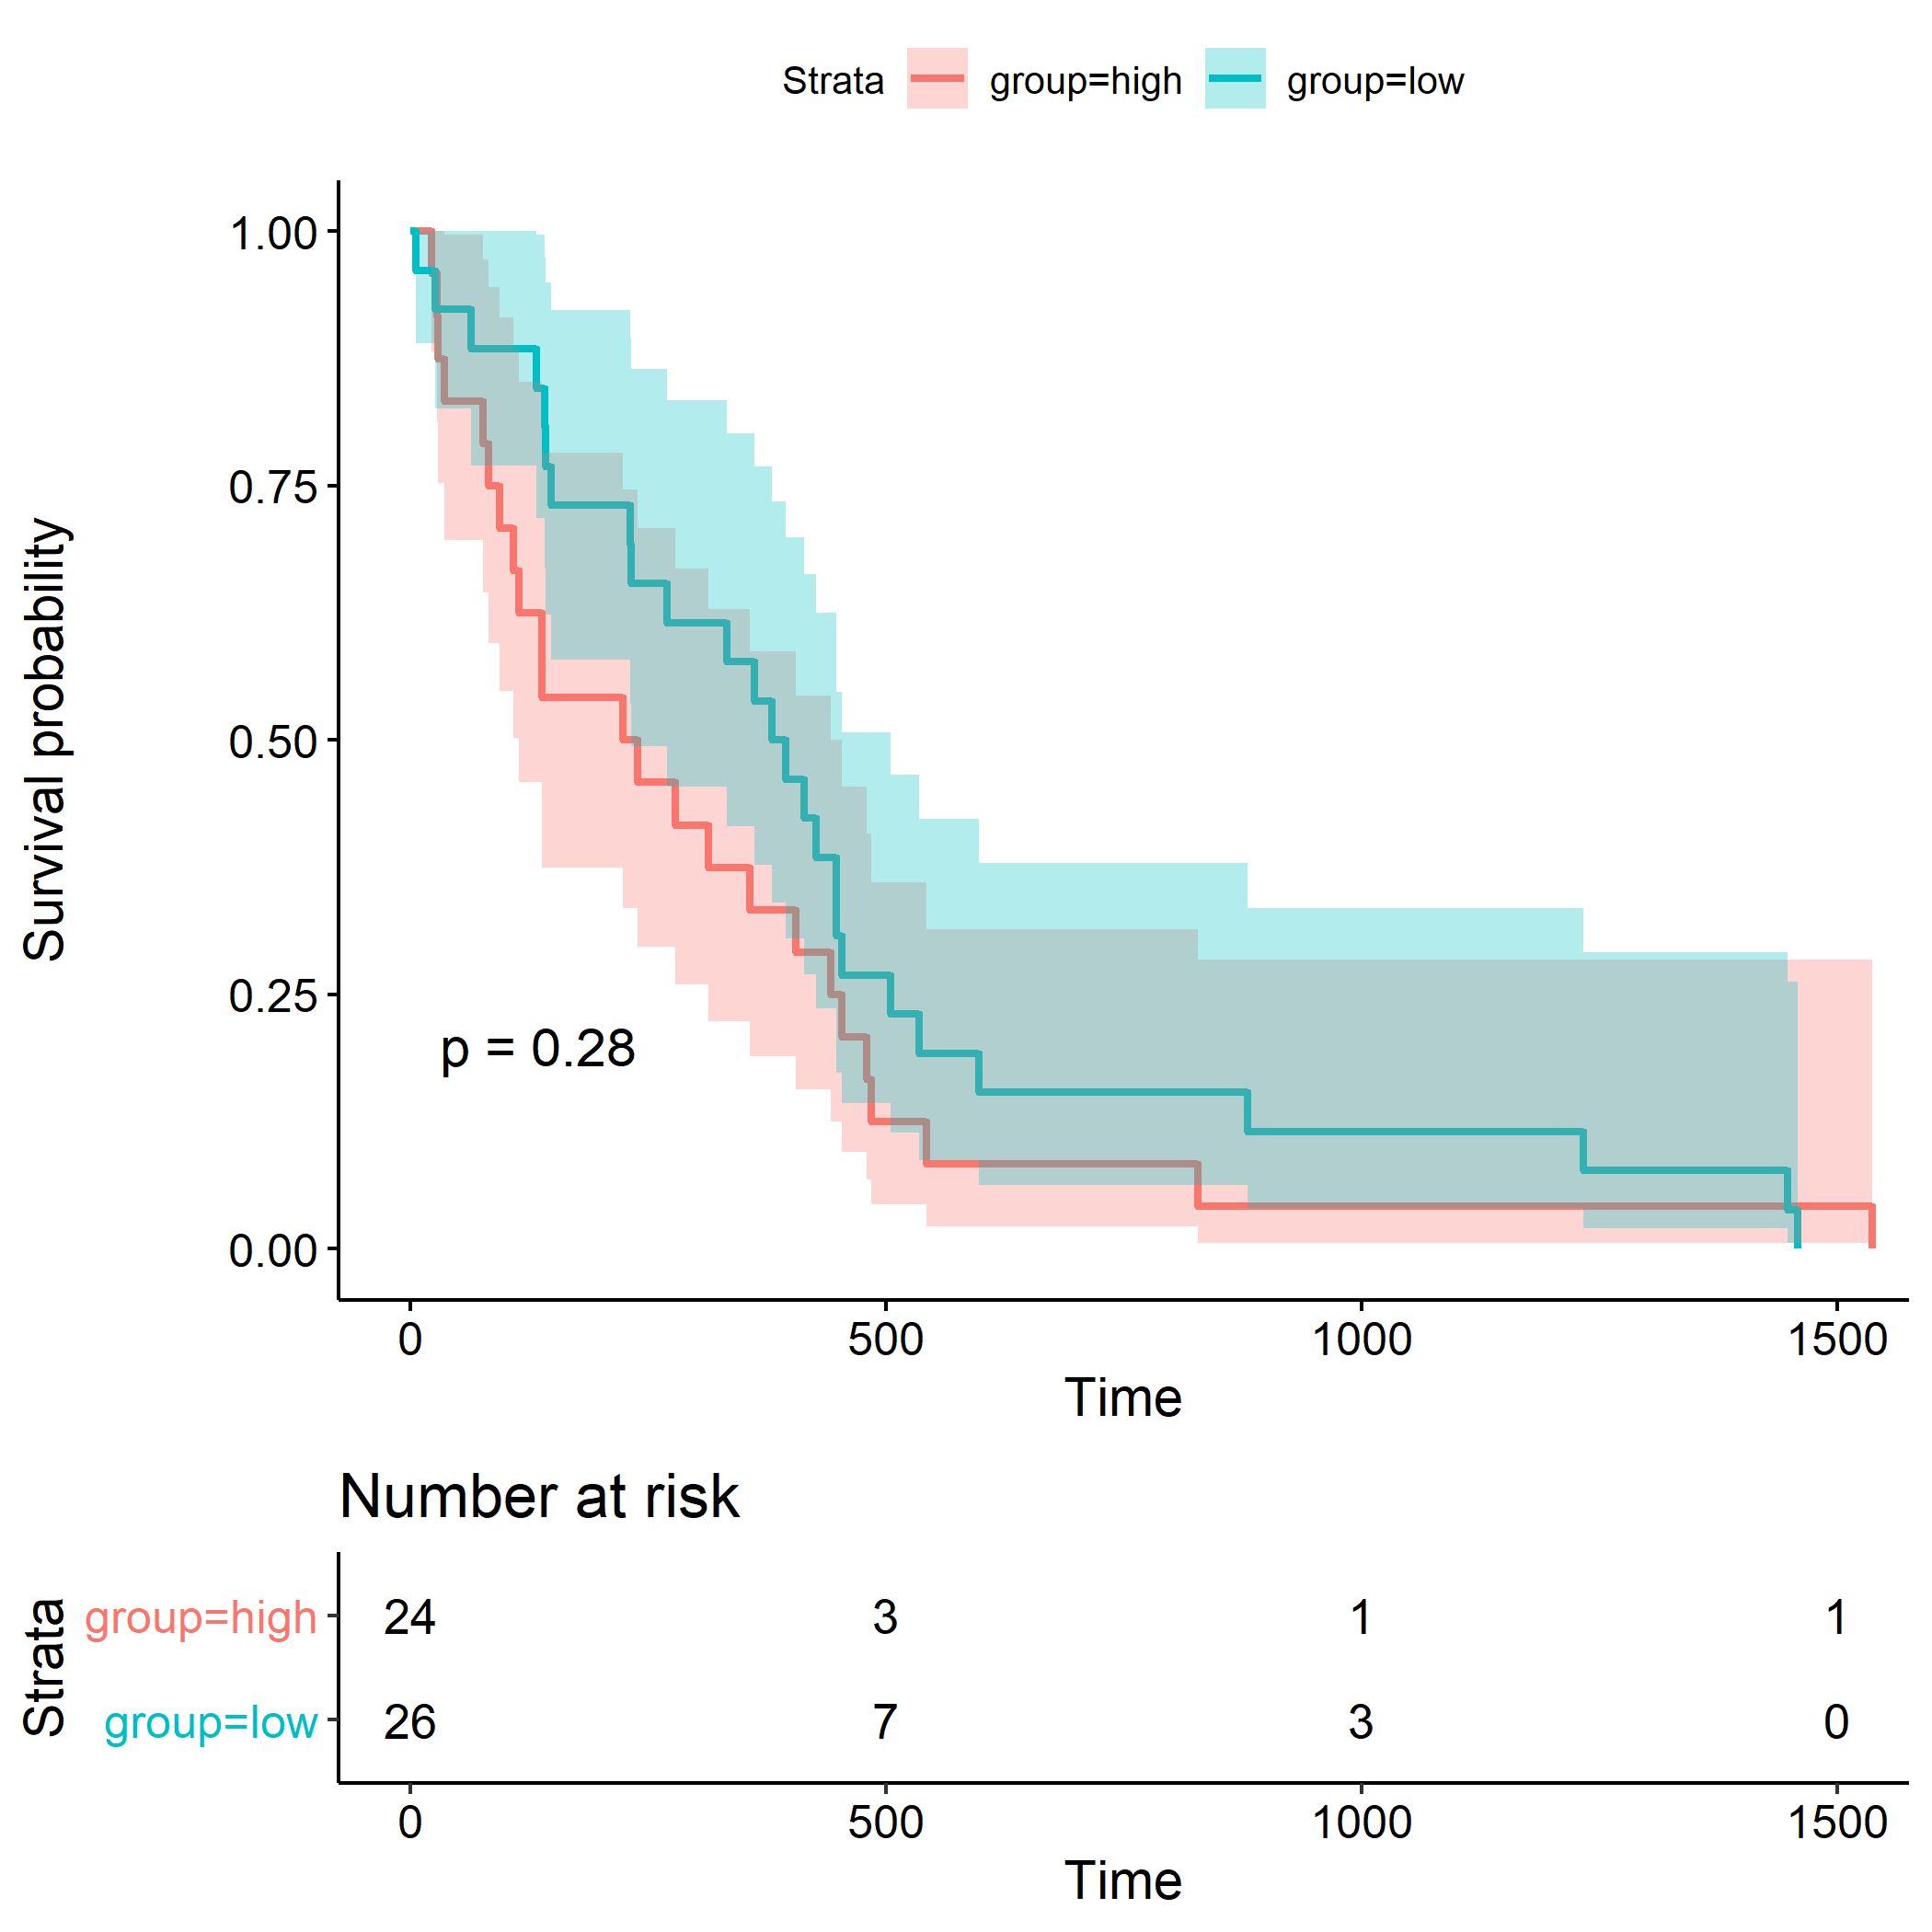 Strata group=high group=low
Survival probability
1.00
0.75
0.50
0.25
0.00
p = 0.28
0 500 1000 1500
Time
Number at risk
Strata
group=high 24 3 1 1
group=low 26 7 3 0
0 500 1000 1500
Time